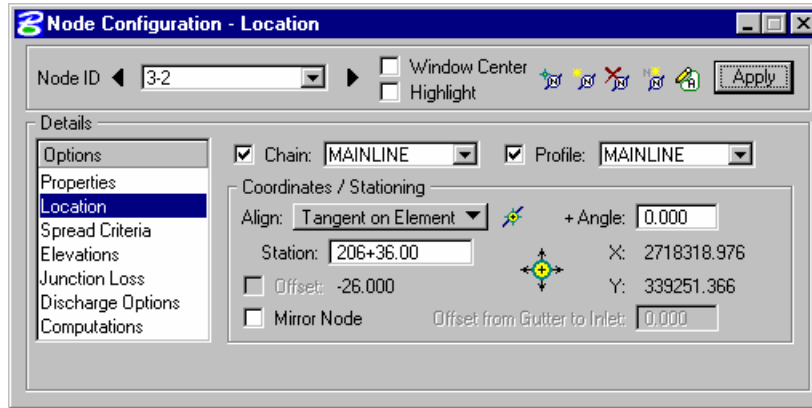 Node Configuration - Location
Node ID 3-2 Window Center Apply
Highlight
Details
Options Chain: MAINLINE Profile: MAINLINE
Properties
Location
Spread Criteria
Elevations
Junction Loss
Discharge Options
Computations
Coordinates / Stationing
Align: Tangent on Element + Angle: 0.000
Station: 206+36.00 X: 2718318.976
Offset: -26.000 Y: 339251.366
Mirror Node Offset from Gutter to Inlet: 0.000